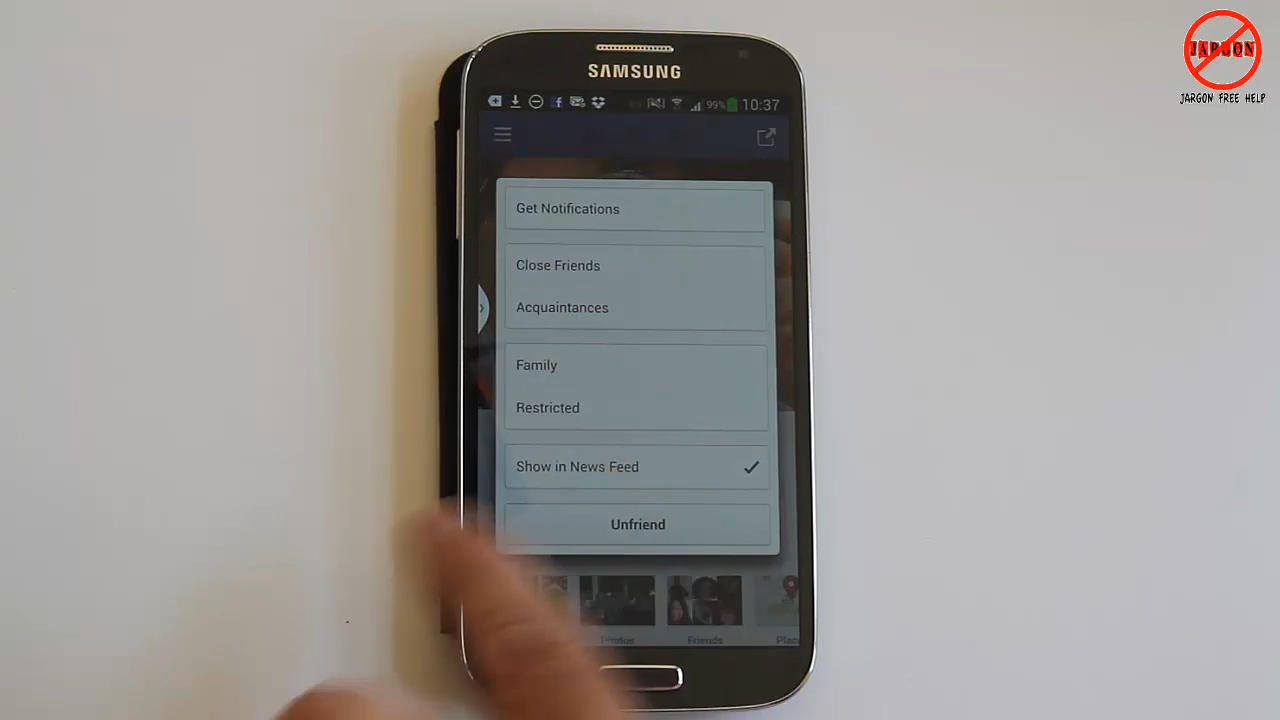 JARGON
JARGON FREE HELP
SAMSUNG
99% 10:37
Get Notifications
Close Friends
Acquaintances
Family
Restricted
Show in News Feed
Unfriend
Photos
Friends